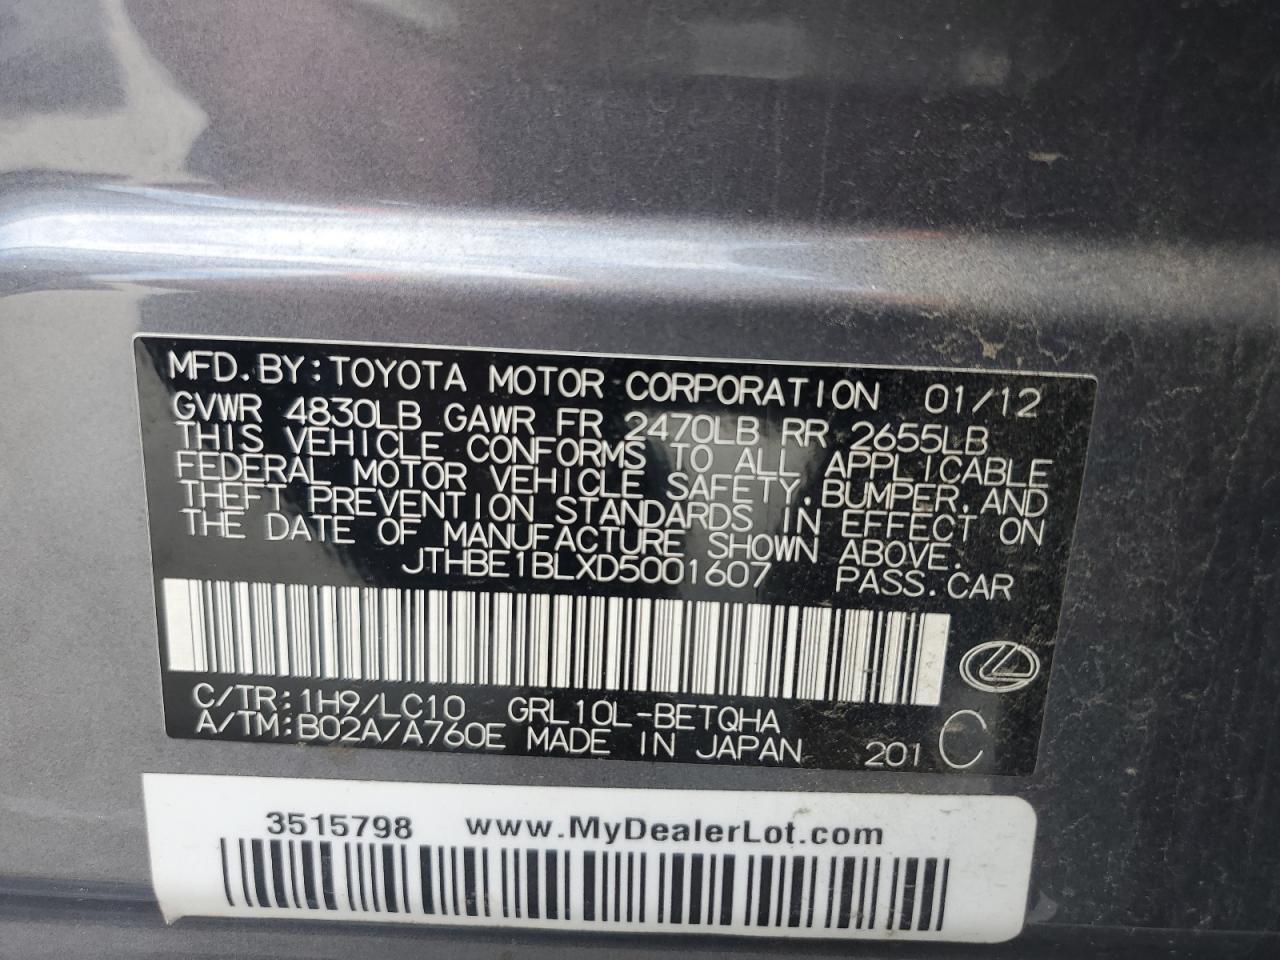 MFD. BY: TOYOTA MOTOR CORPORATION 01/12
GVWR 4830LB GAWR FR 2470LB RR 2655LB
THIS VEHICLE CONFORMS TO ALL APPLICABLE
FEDERAL MOTOR VEHICLE SAFETY, BUMPER, AND
THEFT PREVENTION STANDARDS IN EFFECT ON
THE DATE OF MANUFACTURE SHOWN ABOVE.
JTHBE1BLXD5001607 PASS. CAR
C/TR: 1H9/LC10 GRL10L-BETQHA
A/TM: B02A/A760E MADE IN JAPAN 201 C
3515798 www.MyDealerLot.com